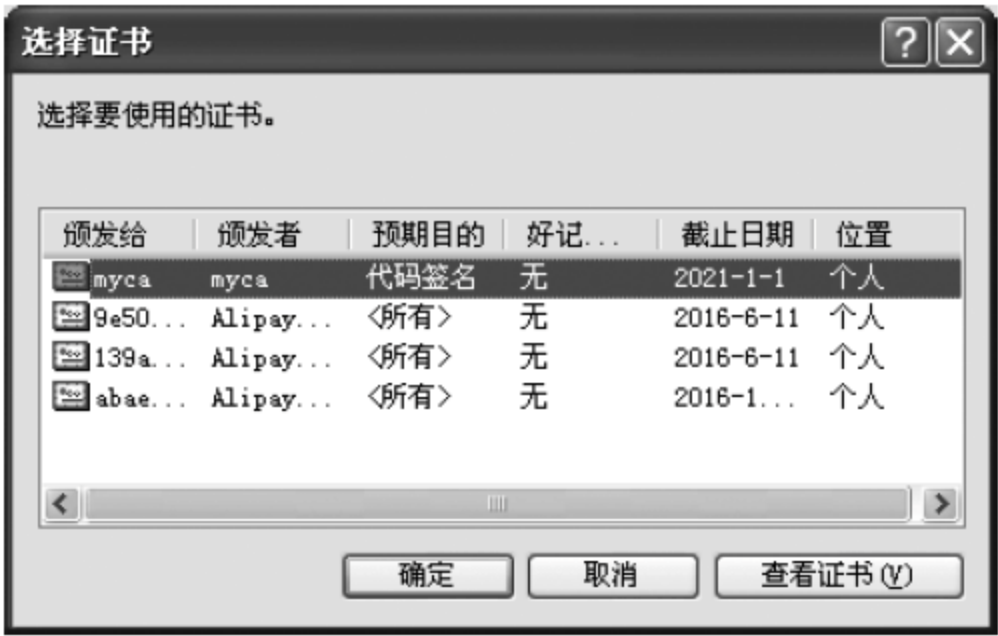 选择证书
选择要使用的证书。
颁发给 颁发者 预期目的 好记... 截止日期 位置
myca myca 代码签名 无 2021-1-1 个人
9e50... Alipay... <所有> 无 2016-6-11 个人
139a... Alipay... <所有> 无 2016-6-11 个人
abae... Alipay... <所有> 无 2016-1... 个人
确定 取消 查看证书(V)